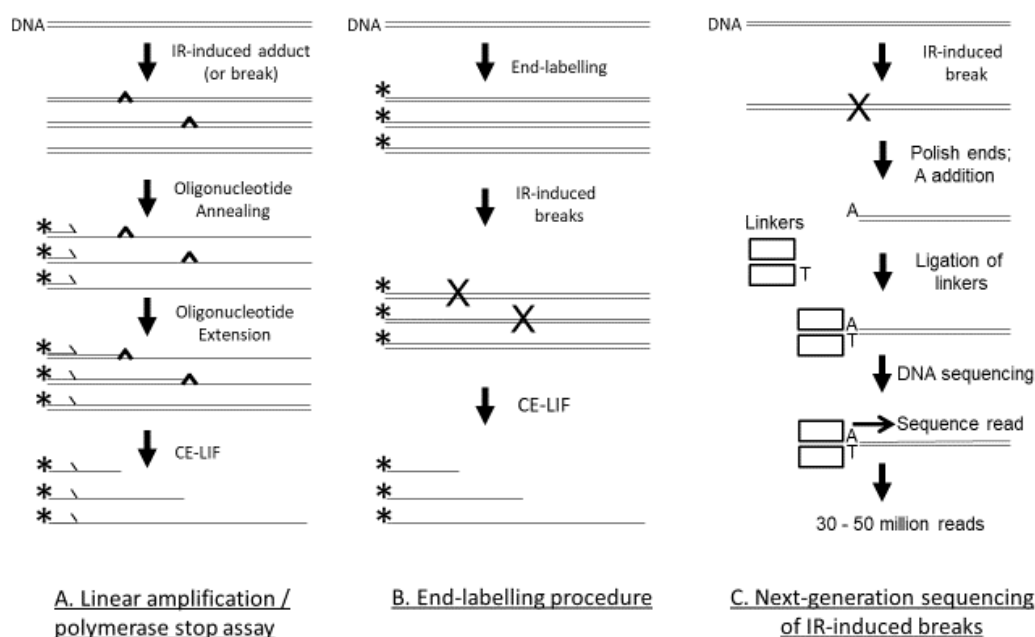 DNA
IR-induced adduct
(or break)
Oligonucleotide
Annealing
*
*
*
Oligonucleotide
Extension
*
*
*
CE-LIF
*
*
*
A. Linear amplification /
polymerase stop assay
DNA
End-labelling
*
*
*
IR-induced
breaks
*
*
*
CE-LIF
*
*
*
B. End-labelling procedure
DNA
IR-induced
break
Polish ends;
A addition
A
Linkers
T
Ligation of
linkers
A
T
DNA sequencing
Sequence read
A
T
30 - 50 million reads
C. Next-generation sequencing
of IR-induced breaks